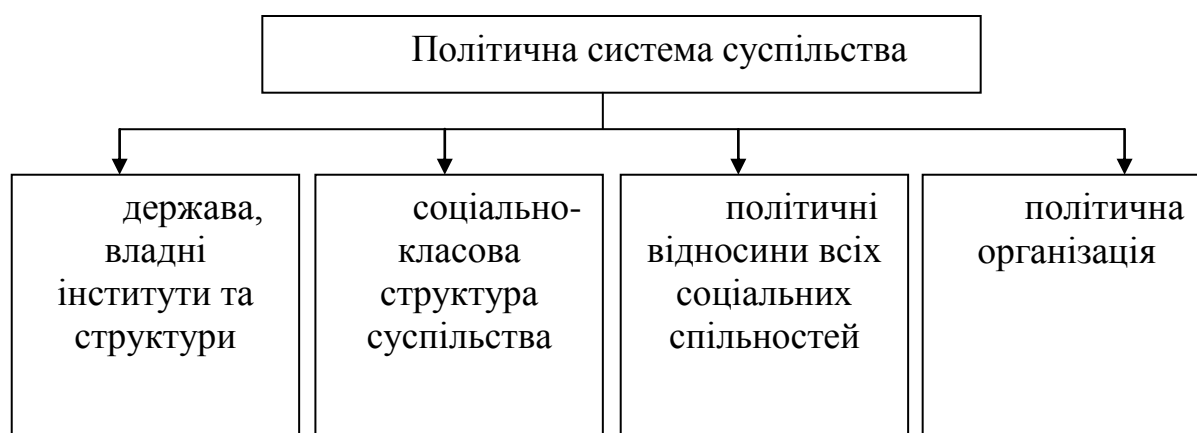 Політична система суспільства
держава,
владні
інститути та
структури
соціально-
класова
структура
суспільства
політичні
відносини всіх
соціальних
спільностей
політична
організація